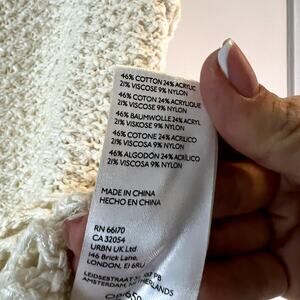 46% COTTON 24% ACRYLIC
21% VISCOSE 9% NYLON
46% COTON 24% ACRYLIQUE
21% VISCOSE 9% NYLON
46% BAUMWOLLE 24% ACRYL
21% VISKOSE 9% NYLON
46% COTONE 24% ACRILICO
21% VISCOSA 9% NYLON
46% ALGODÓN 24% ACRÍLICO
21% VISCOSA 9% NYLON
MADE IN CHINA
HECHO EN CHINA
RN 66170
CA 32054
URBN UK Ltd
146 Brick Lane,
LONDON, E1 6RU
LEIDSESTRAAT
AMSTERDAM, NETHERLANDS